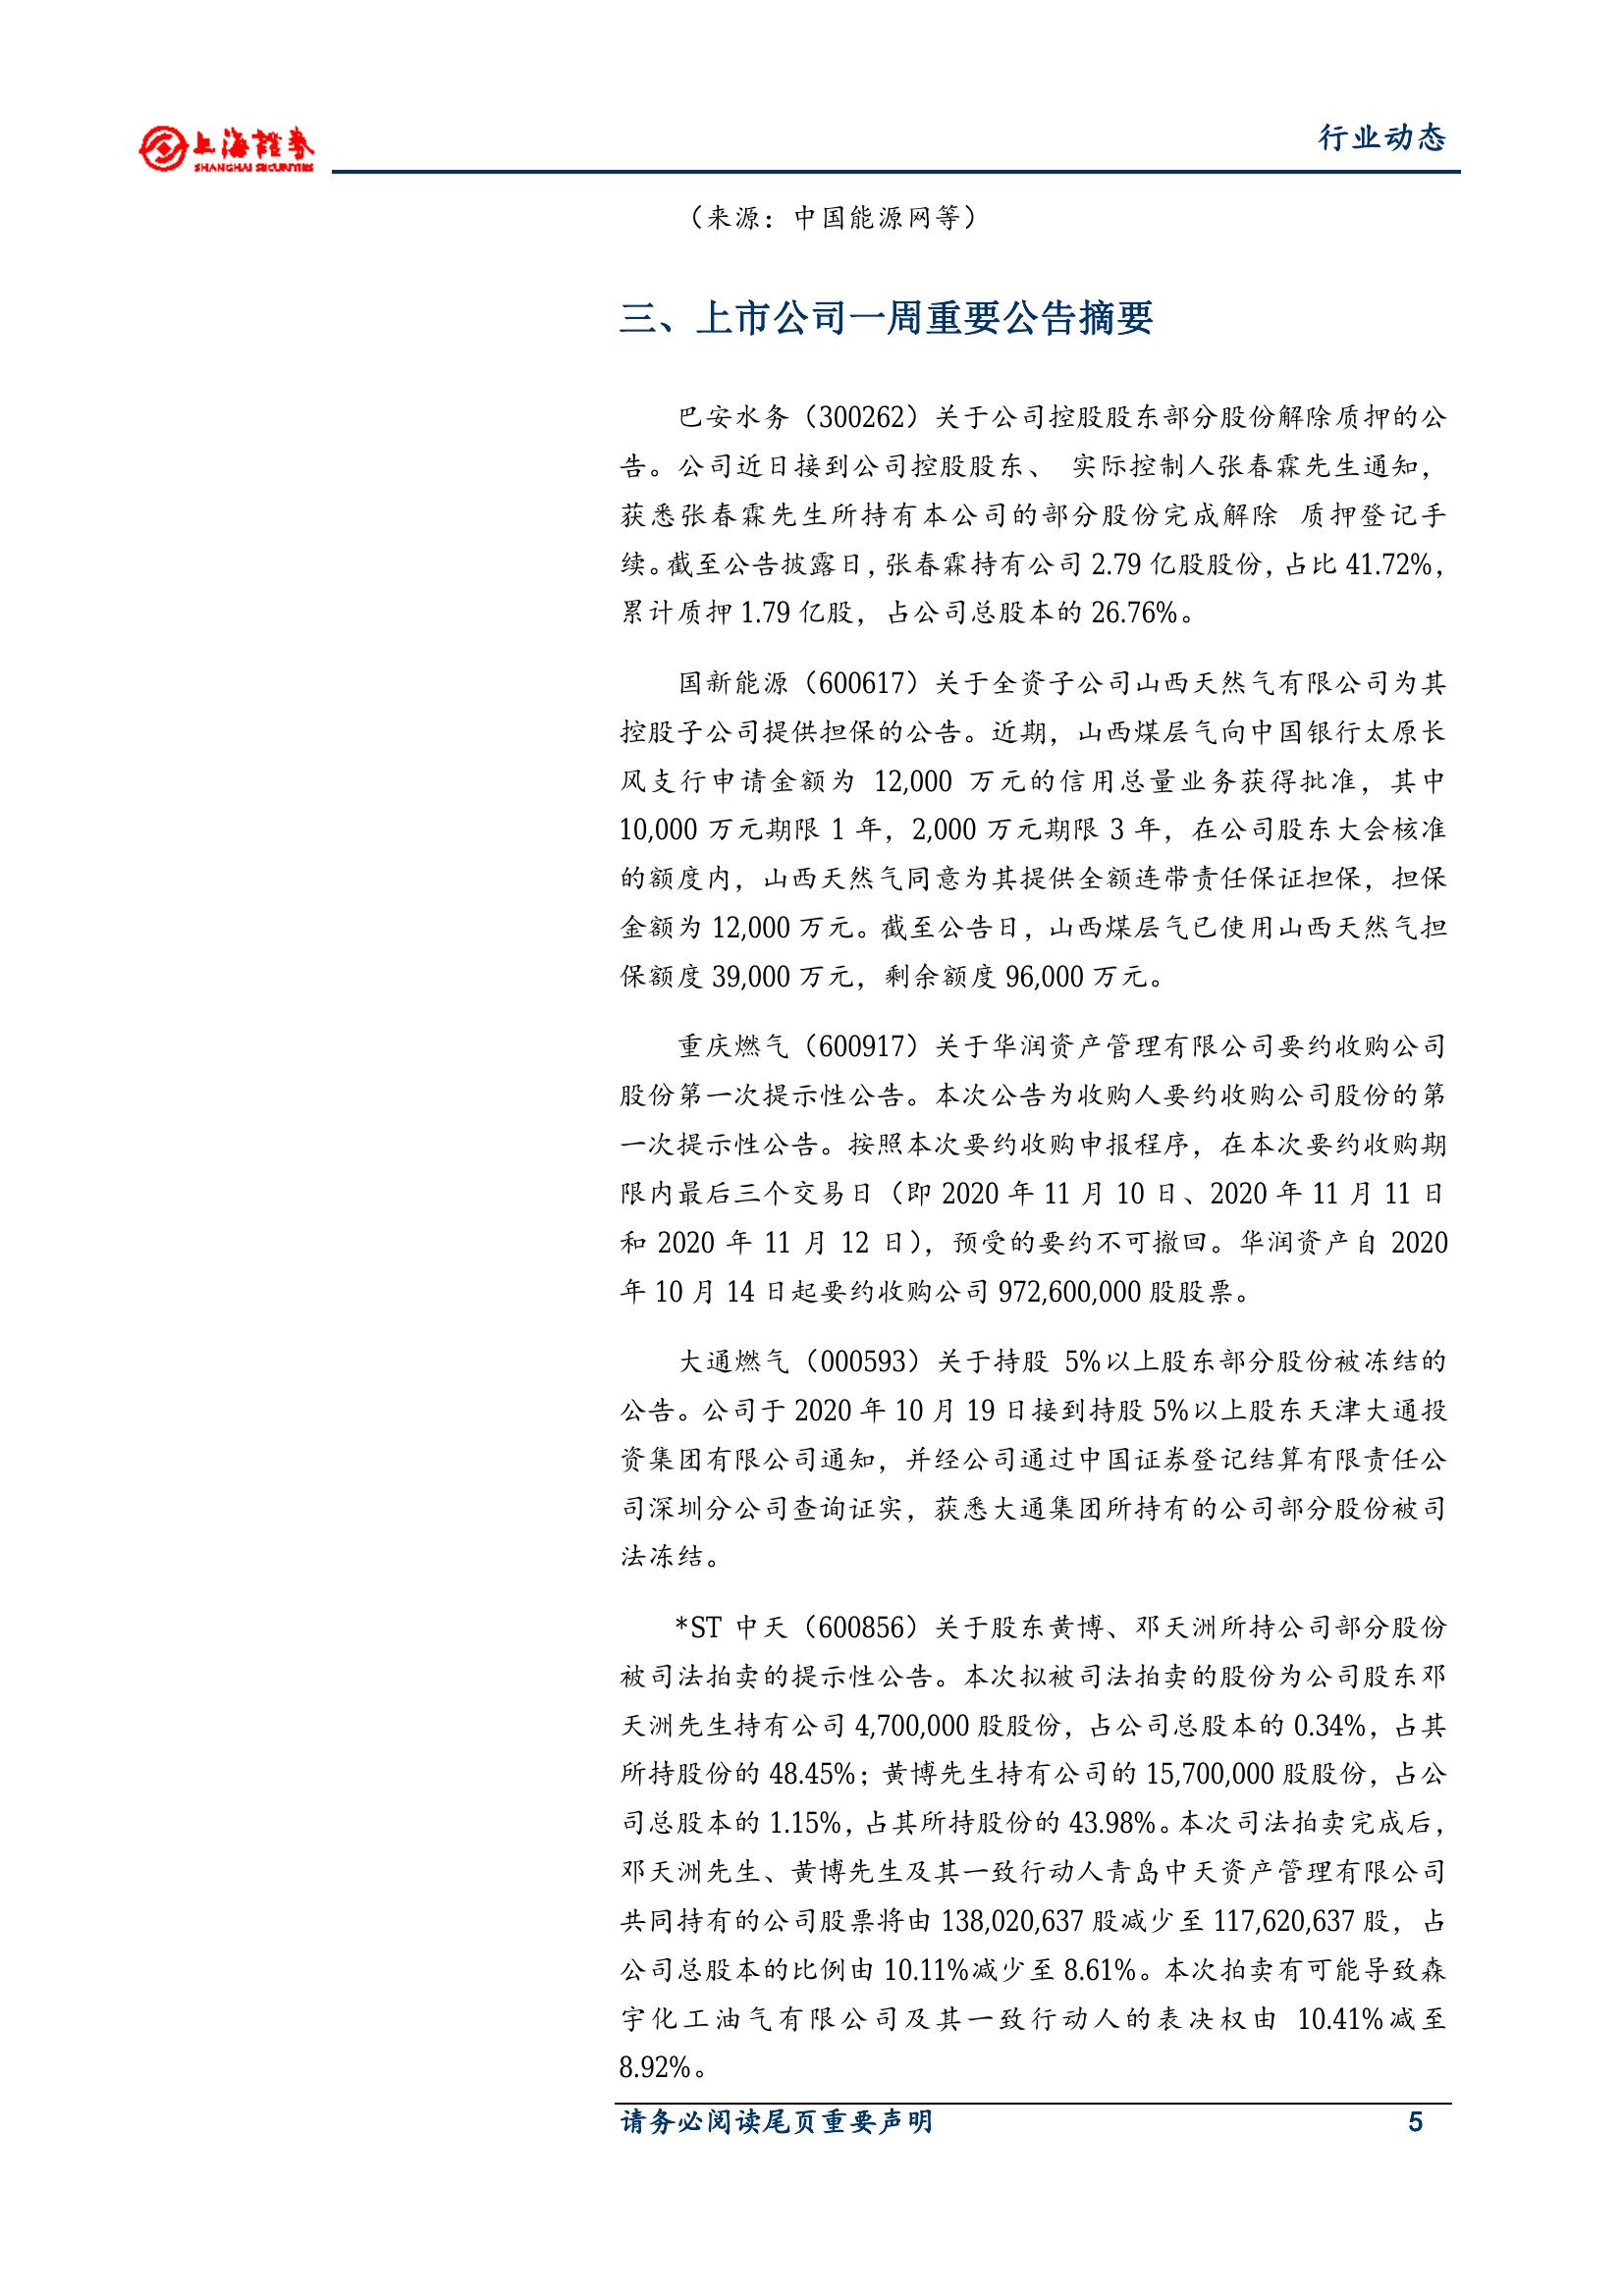 上海證券
SHANGHAI SECURITIES
行业动态
（来源：中国能源网等）
三、上市公司一周重要公告摘要
巴安水务（300262）关于公司控股股东部分股份解除质押的公
告。公司近日接到公司控股股东、 实际控制人张春霖先生通知，
获悉张春霖先生所持有本公司的部分股份完成解除 质押登记手
续。截至公告披露日，张春霖持有公司 2.79 亿股股份，占比 41.72%，
累计质押 1.79 亿股，占公司总股本的 26.76%。
国新能源（600617）关于全资子公司山西天然气有限公司为其
控股子公司提供担保的公告。近期，山西煤层气向中国银行太原长
风支行申请金额为 12,000 万元的信用总量业务获得批准，其中
10,000 万元期限 1 年，2,000 万元期限 3 年，在公司股东大会核准
的额度内，山西天然气同意为其提供全额连带责任保证担保，担保
金额为 12,000 万元。截至公告日，山西煤层气已使用山西天然气担
保额度 39,000 万元，剩余额度 96,000 万元。
重庆燃气（600917）关于华润资产管理有限公司要约收购公司
股份第一次提示性公告。本次公告为收购人要约收购公司股份的第
一次提示性公告。按照本次要约收购申报程序，在本次要约收购期
限内最后三个交易日（即 2020 年 11 月 10 日、2020 年 11 月 11 日
和 2020 年 11 月 12 日），预受的要约不可撤回。华润资产自 2020
年 10 月 14 日起要约收购公司 972,600,000 股股票。
大通燃气（000593）关于持股 5%以上股东部分股份被冻结的
公告。公司于 2020 年 10 月 19 日接到持股 5%以上股东天津大通投
资集团有限公司通知，并经公司通过中国证券登记结算有限责任公
司深圳分公司查询证实，获悉大通集团所持有的公司部分股份被司
法冻结。
*ST 中天（600856）关于股东黄博、邓天洲所持公司部分股份
被司法拍卖的提示性公告。本次拟被司法拍卖的股份为公司股东邓
天洲先生持有公司 4,700,000 股股份，占公司总股本的 0.34%，占其
所持股份的 48.45%；黄博先生持有公司的 15,700,000 股股份，占公
司总股本的 1.15%，占其所持股份的 43.98%。本次司法拍卖完成后，
邓天洲先生、黄博先生及其一致行动人青岛中天资产管理有限公司
共同持有的公司股票将由 138,020,637 股减少至 117,620,637 股，占
公司总股本的比例由 10.11%减少至 8.61%。本次拍卖有可能导致森
宇化工油气有限公司及其一致行动人的表决权由 10.41%减至
8.92%。
请务必阅读尾页重要声明 5